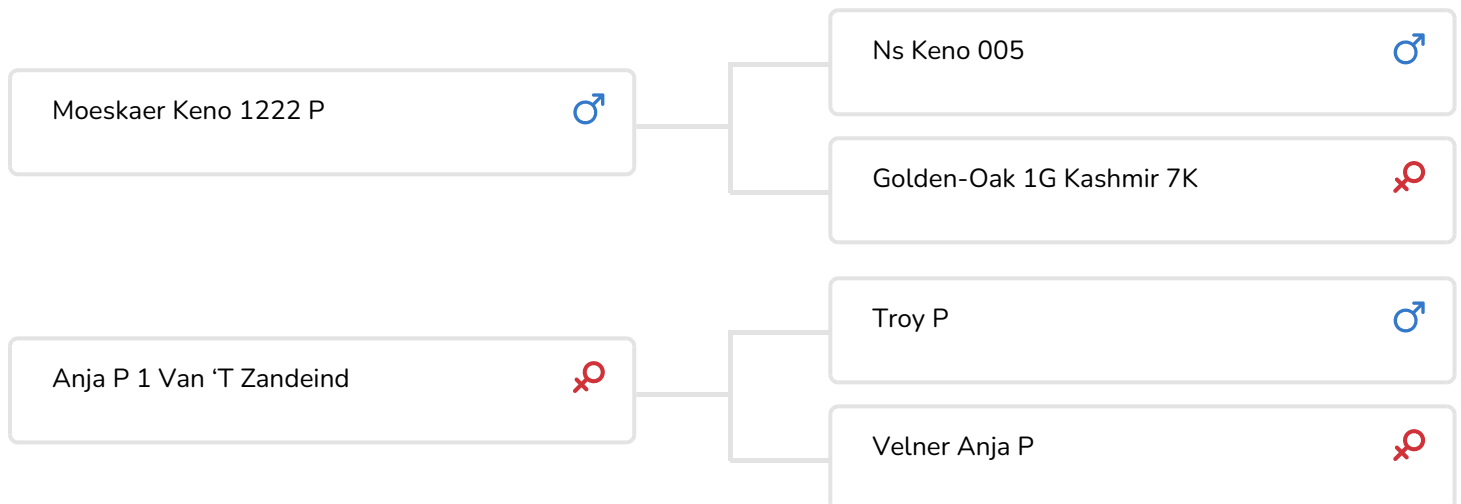 Ns Keno 005
Moeskaer Keno 1222 P
Golden-Oak 1G Kashmir 7K
Troy P
Anja P 1 Van ‘T Zandeind
Velner Anja P